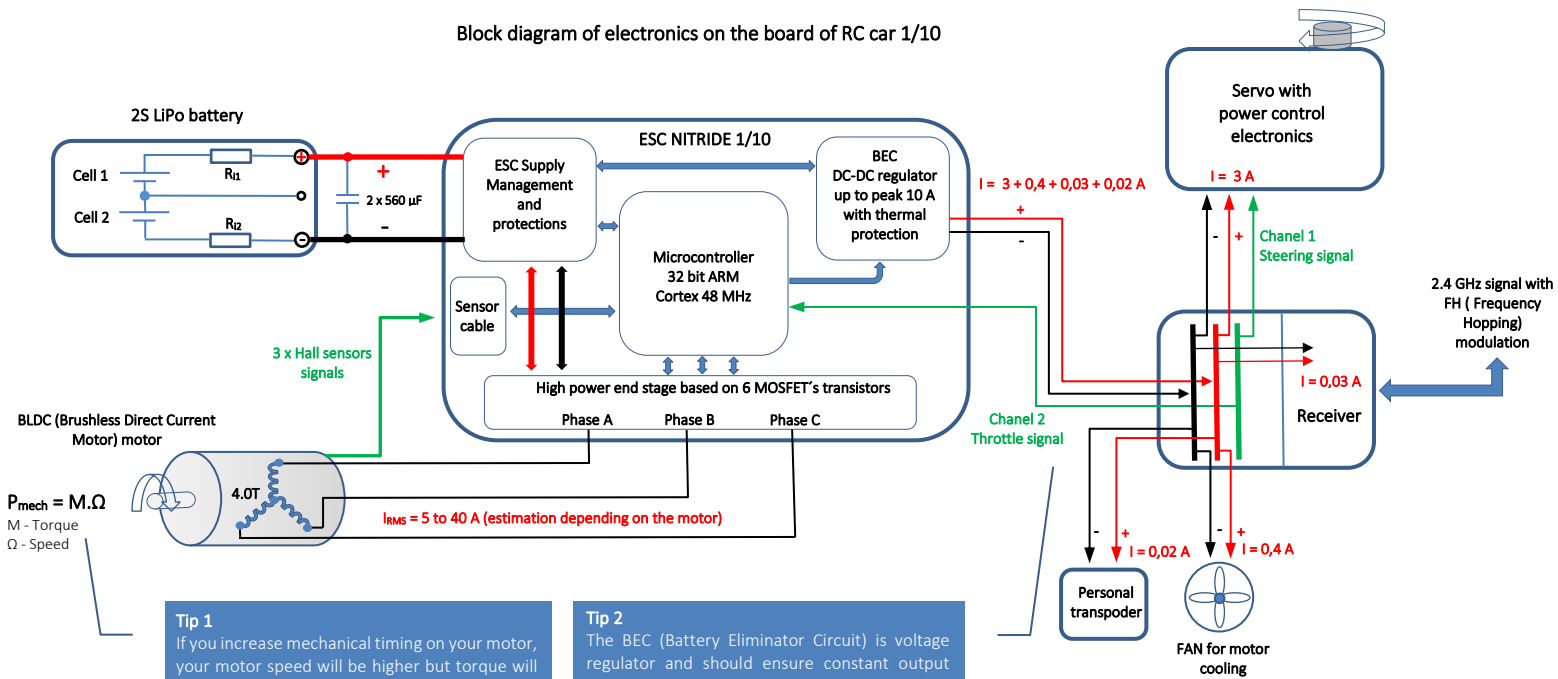 Block diagram of electronics on the board of RC car 1/10
2S LiPo battery
Cell 1
Ri1
+
Cell 2
Ri2
-
+
2 x 560 µF
-
ESC NITRIDE 1/10
ESC Supply
Management
and
protections
BEC
DC-DC regulator
up to peak 10 A
with thermal
protection
Microcontroller
32 bit ARM
Cortex 48 MHz
Sensor
cable
High power end stage based on 6 MOSFET´s transistors
Phase A
Phase B
Phase C
I = 3 + 0,4 + 0,03 + 0,02 A
+
-
Servo with
power control
electronics
I = 3 A
-
+
Chanel 1
Steering signal
2.4 GHz signal with
FH ( Frequency
Hopping)
modulation
I = 0,03 A
Receiver
Chanel 2
Throttle signal
3 x Hall sensors
signals
BLDC (Brushless Direct Current
Motor) motor
4.0T
Pmech = M.Ω
M - Torque
Ω - Speed
IRMS = 5 to 40 A (estimation depending on the motor)
-
+
I = 0,02 A
-
+
I = 0,4 A
Personal
transpoder
FAN for motor
cooling
Tip 1
If you increase mechanical timing on your motor,
your motor speed will be higher but torque will
Tip 2
The BEC (Battery Eliminator Circuit) is voltage
regulator and should ensure constant output